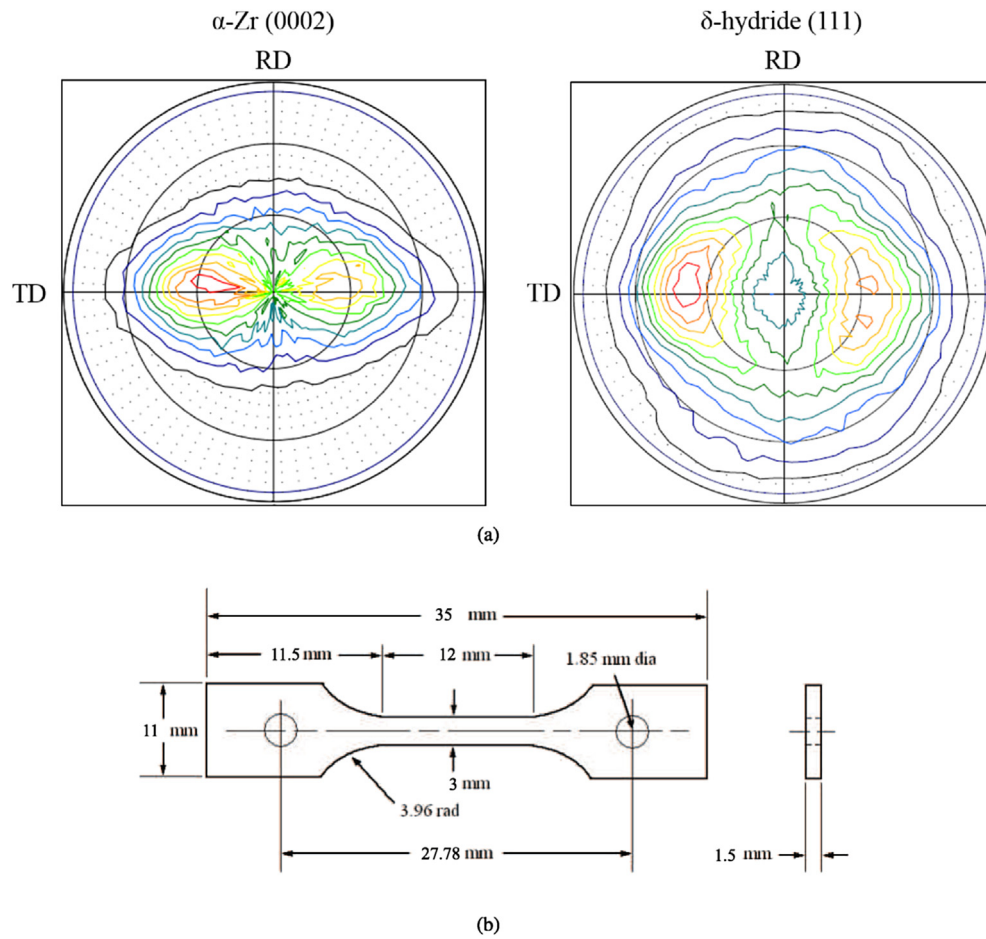 α-Zr (0002)
δ-hydride (111)
RD
RD
TD
TD
(a)
35 mm
11.5 mm
12 mm
1.85 mm dia
11 mm
3 mm
3.96 rad
27.78 mm
1.5 mm
(b)